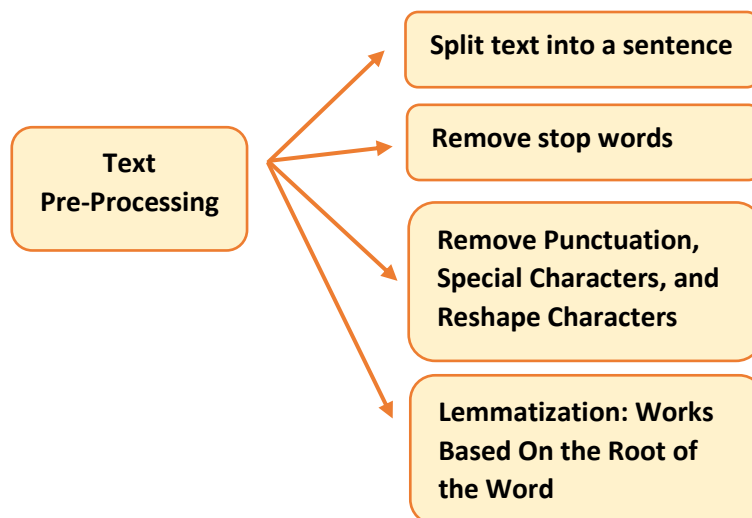 Text
Pre-Processing
Split text into a sentence
Remove stop words
Remove Punctuation,
Special Characters, and
Reshape Characters
Lemmatization: Works
Based On the Root of
the Word